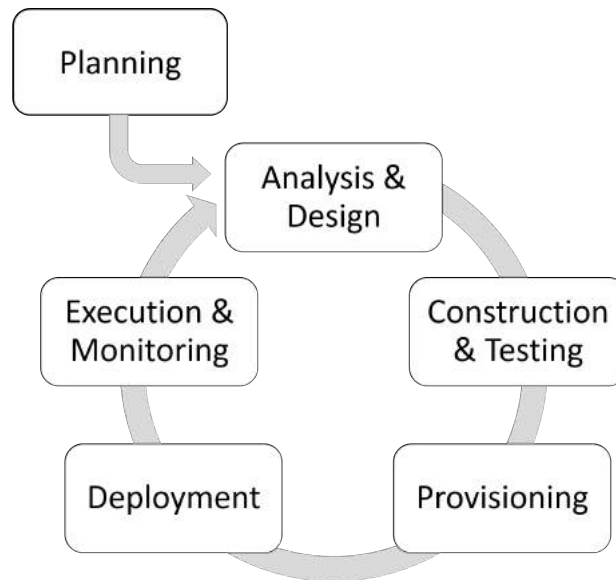 Planning
Analysis &
Design
Execution &
Monitoring
Construction
& Testing
Deployment
Provisioning